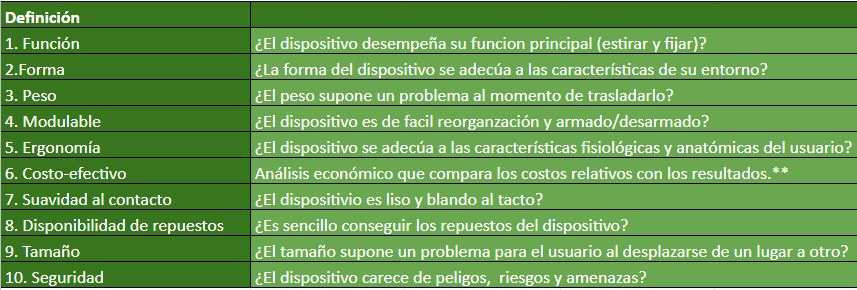 Definición
1. Función ¿El dispositivo desempeña su funcion principal (estirar y fijar)?
2.Forma ¿La forma del dispositivo se adecúa a las características de su entorno?
3. Peso ¿El peso supone un problema al momento de trasladarlo?
4. Modulable ¿El dispositivo es de facil reorganzación y armado/desarmado?
5. Ergonomía ¿El dispositivo se adecúa a las características fisiológicas y anatómicas del usuario?
6. Costo-efectivo Análisis económico que compara los costos relativos con los resultados.**
7. Suavidad al contacto ¿El dispositivio es liso y blando al tacto?
8. Disponibilidad de repuestos ¿Es sencillo conseguir los repuestos del dispositivo?
9. Tamaño ¿El tamaño supone un problema para el usuario al desplazarse de un lugar a otro?
10. Seguridad ¿El dispositivo carece de peligros, riesgos y amenazas?